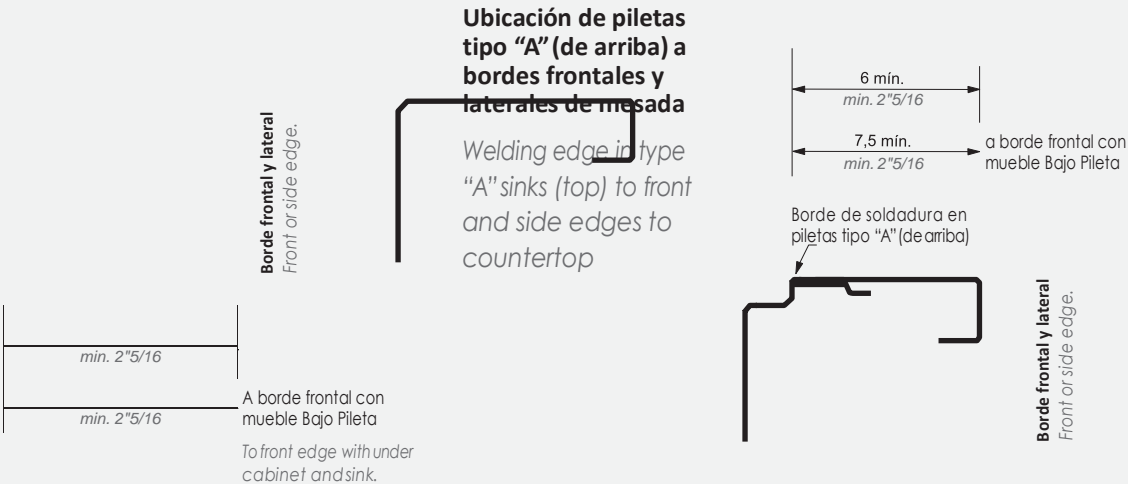 Ubicación de piletas
tipo “A” (de arriba) a
bordes frontales y
laterales de mesada
Welding edge in type
“A” sinks (top) to front
and side edges to
countertop
Borde frontal y lateral
Front or side edge.
min. 2"5/16
min. 2"5/16
A borde frontal con
mueble Bajo Pileta
To front edge with under
cabinet and sink.
6 mín.
min. 2"5/16
7,5 mín.
min. 2"5/16
a borde frontal con
mueble Bajo Pileta
Borde de soldadura en
piletas tipo “A” (de arriba)
Borde frontal y lateral
Front or side edge.